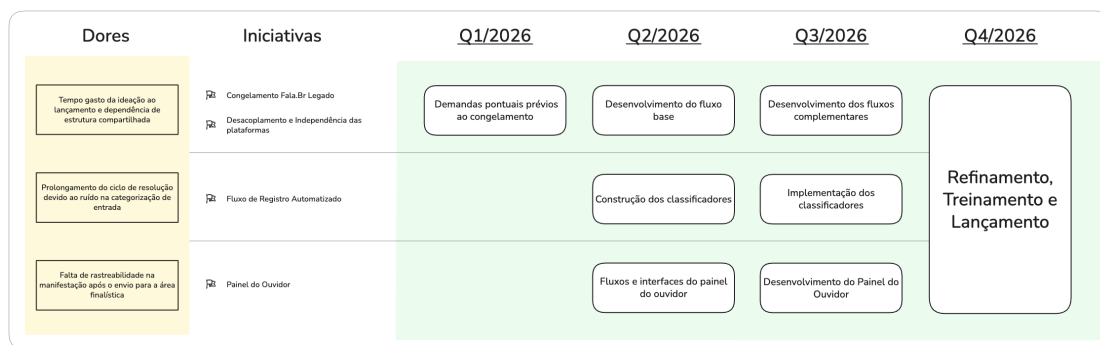 Dores
Iniciativas
Q1/2026
Q2/2026
Q3/2026
Q4/2026
Tempo gasto da ideação ao
lançamento e dependência de
estrutura compartilhada
Congelamento Fala.Br Legado
Desacoplamento e Independência das
plataformas
Demandas pontuais prévios
ao congelamento
Desenvolvimento do fluxo
base
Desenvolvimento dos fluxos
complementares
Refinamento,
Treinamento e
Lançamento
Prolongamento do ciclo de resolução
devido ao ruído na categorização de
entrada
Fluxo de Registro Automatizado
Construção dos classificadores
Implementação dos
classificadores
Falta de rastreabilidade na
manifestação após o envio para a área
finalística
Painel do Ouvidor
Fluxos e interfaces do painel
do ouvidor
Desenvolvimento do Painel do
Ouvidor